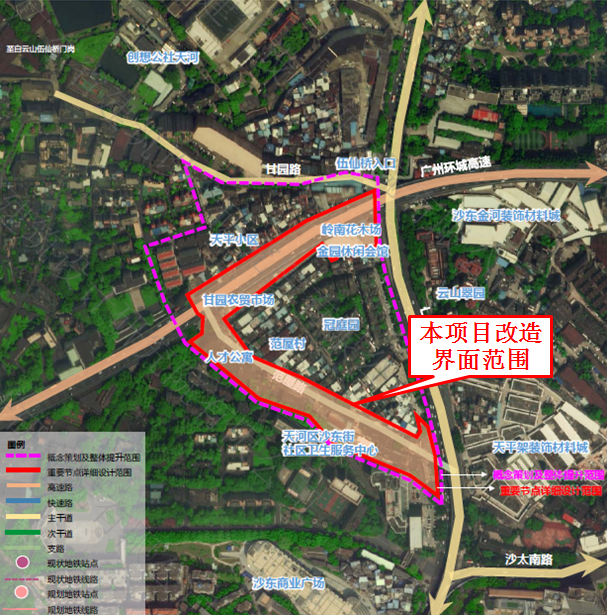 至白云山伍仙桥门岗
创想公社天河
甘园路
伍仙桥入口
广州环城高速
岭南花木场
沙东金河装饰材料城
天平小区
金园休闲会馆
甘园农贸市场
云山翠园
冠庭园
本项目改造
界面范围
范屋村
人才公寓
天河区沙东街
社区卫生服务中心
天平架装饰材料城
概念策划及整体提升范围
重要节点详细设计范围
沙太南路
沙东商业广场
图例
概念策划及整体提升范围
重要节点详细设计范围
高速路
快速路
主干道
次干道
支路
现状地铁站点
现状地铁线路
规划地铁站点
规划地铁线路